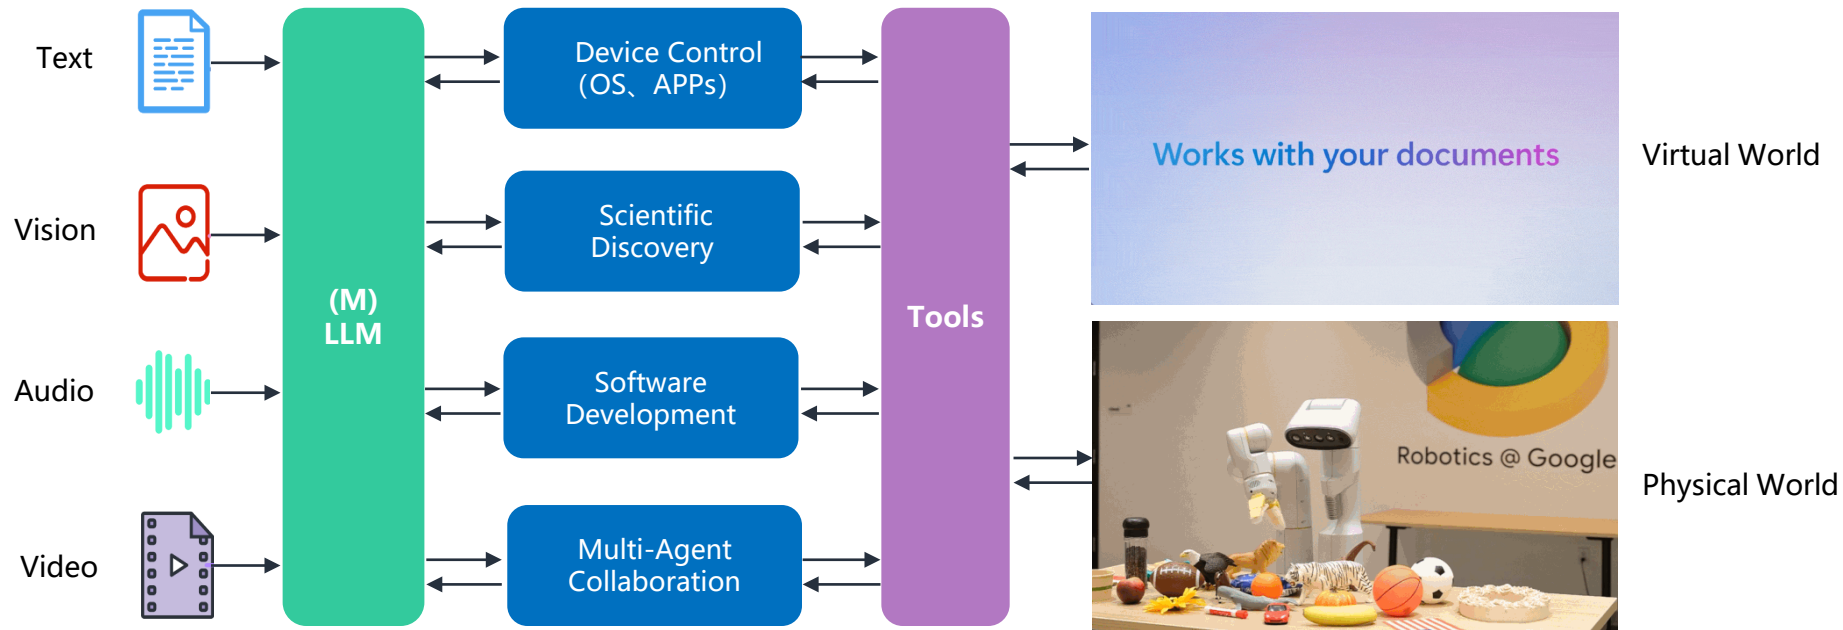 Text
Vision
Audio
Video
(M)
LLM
Device Control
(OS、APPs)
Scientific
Discovery
Software
Development
Multi-Agent
Collaboration
Tools
Works with your documents
Robotics @ Google
Virtual World
Physical World